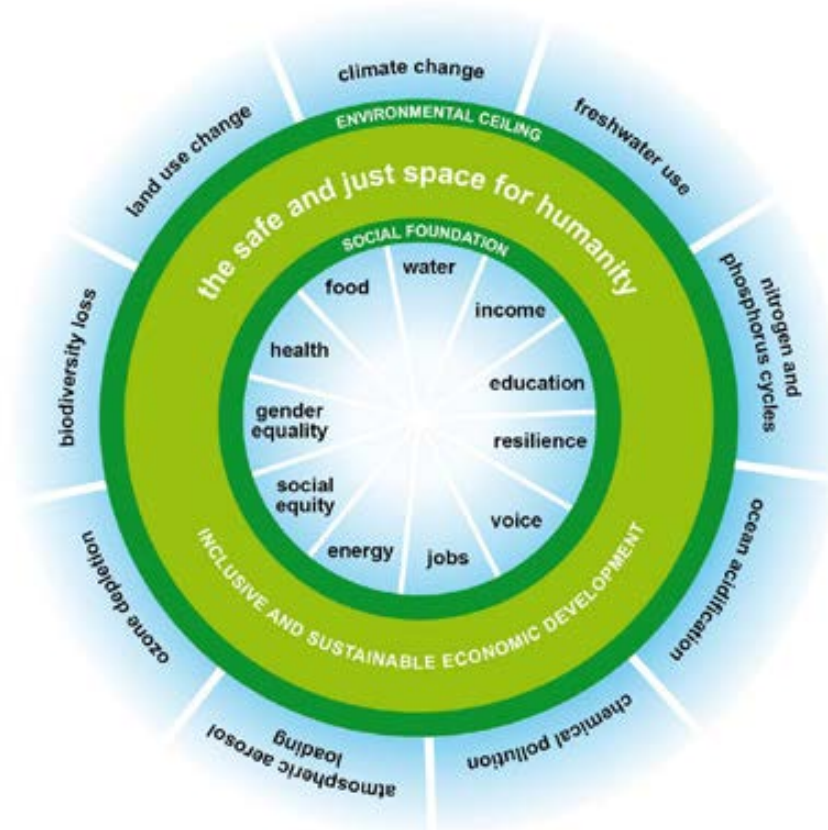 climate change
freshwater use
nitrogen and
phosphorus cycles
ocean acidification
chemical pollution
atmospheric aerosol
loading
ozone depletion
biodiversity loss
land use change
ENVIRONMENTAL CEILING
the safe and just space for humanity
SOCIAL FOUNDATION
water
income
education
resilience
voice
jobs
energy
social
equity
gender
equality
health
food
INCLUSIVE AND SUSTAINABLE ECONOMIC DEVELOPMENT